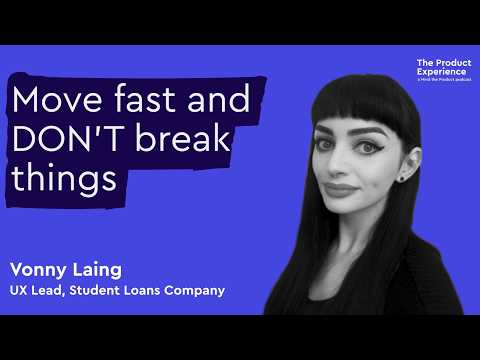 The Product
Experience
a Mind the Product podcast
Move fast and
DON'T break
things
Vonny Laing
UX Lead, Student Loans Company